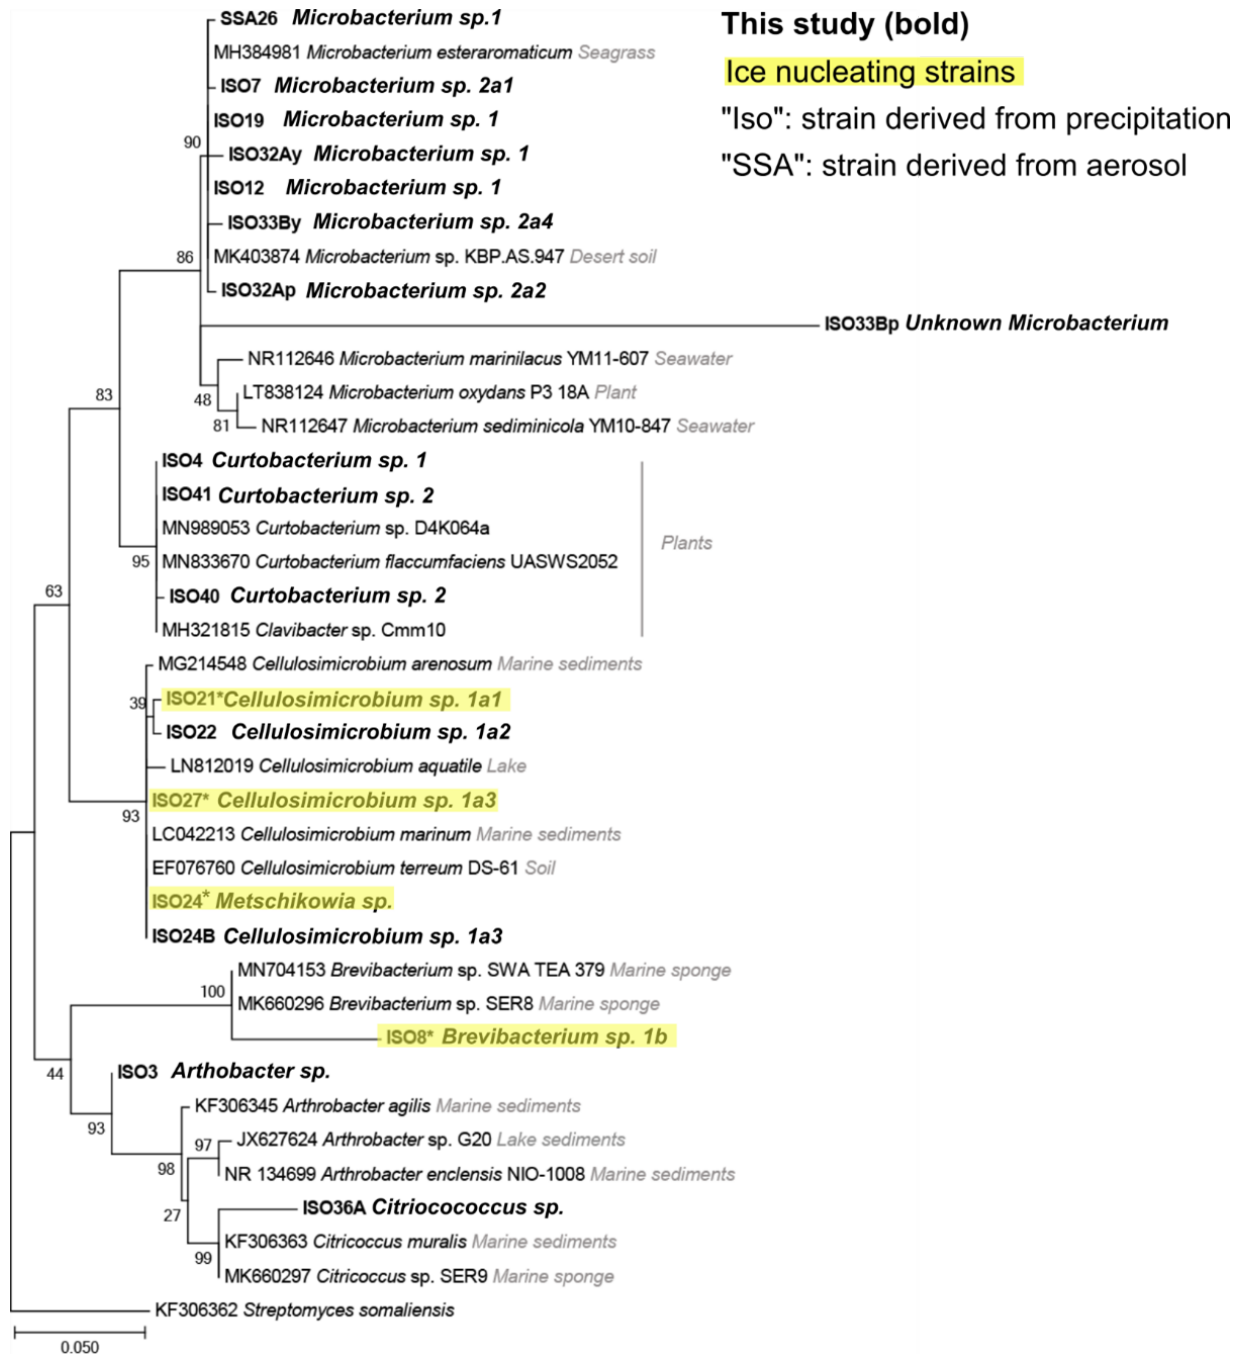 This study (bold)
Ice nucleating strains
"Iso": strain derived from precipitation
"SSA": strain derived from aerosol
SSA26 Microbacterium sp.1
MH384981 Microbacterium esteraromaticum Seagrass
ISO7 Microbacterium sp. 2a1
ISO19 Microbacterium sp. 1
90
ISO32Ay Microbacterium sp. 1
ISO12 Microbacterium sp. 1
ISO33By Microbacterium sp. 2a4
86
MK403874 Microbacterium sp. KBP.AS.947 Desert soil
ISO32Ap Microbacterium sp. 2a2
ISO33Bp Unknown Microbacterium
NR112646 Microbacterium marinilacus YM11-607 Seawater
83
48
LT838124 Microbacterium oxydans P3 18A Plant
81
NR112647 Microbacterium sediminicola YM10-847 Seawater
ISO4 Curtobacterium sp. 1
ISO41 Curtobacterium sp. 2
MN989053 Curtobacterium sp. D4K064a
Plants
95
MN833670 Curtobacterium flaccumfaciens UASWS2052
63
ISO40 Curtobacterium sp. 2
MH321815 Clavibacter sp. Cmm10
MG214548 Cellulosimicrobium arenosum Marine sediments
39
ISO21* Cellulosimicrobium sp. 1a1
ISO22 Cellulosimicrobium sp. 1a2
LN812019 Cellulosimicrobium aquatile Lake
ISO27* Cellulosimicrobium sp. 1a3
93
LC042213 Cellulosimicrobium marinum Marine sediments
EF076760 Cellulosimicrobium terreum DS-61 Soil
ISO24* Metschikowia sp.
ISO24B Cellulosimicrobium sp. 1a3
MN704153 Brevibacterium sp. SWA TEA 379 Marine sponge
100
MK660296 Brevibacterium sp. SER8 Marine sponge
ISO8* Brevibacterium sp. 1b
44
ISO3 Arthobacter sp.
KF306345 Arthrobacter agilis Marine sediments
93
97
JX627624 Arthrobacter sp. G20 Lake sediments
98
NR 134699 Arthrobacter enclensis NIO-1008 Marine sediments
27
ISO36A Citriocococcus sp.
KF306363 Citricoccus muralis Marine sediments
99
MK660297 Citricoccus sp. SER9 Marine sponge
KF306362 Streptomyces somaliensis
0.050